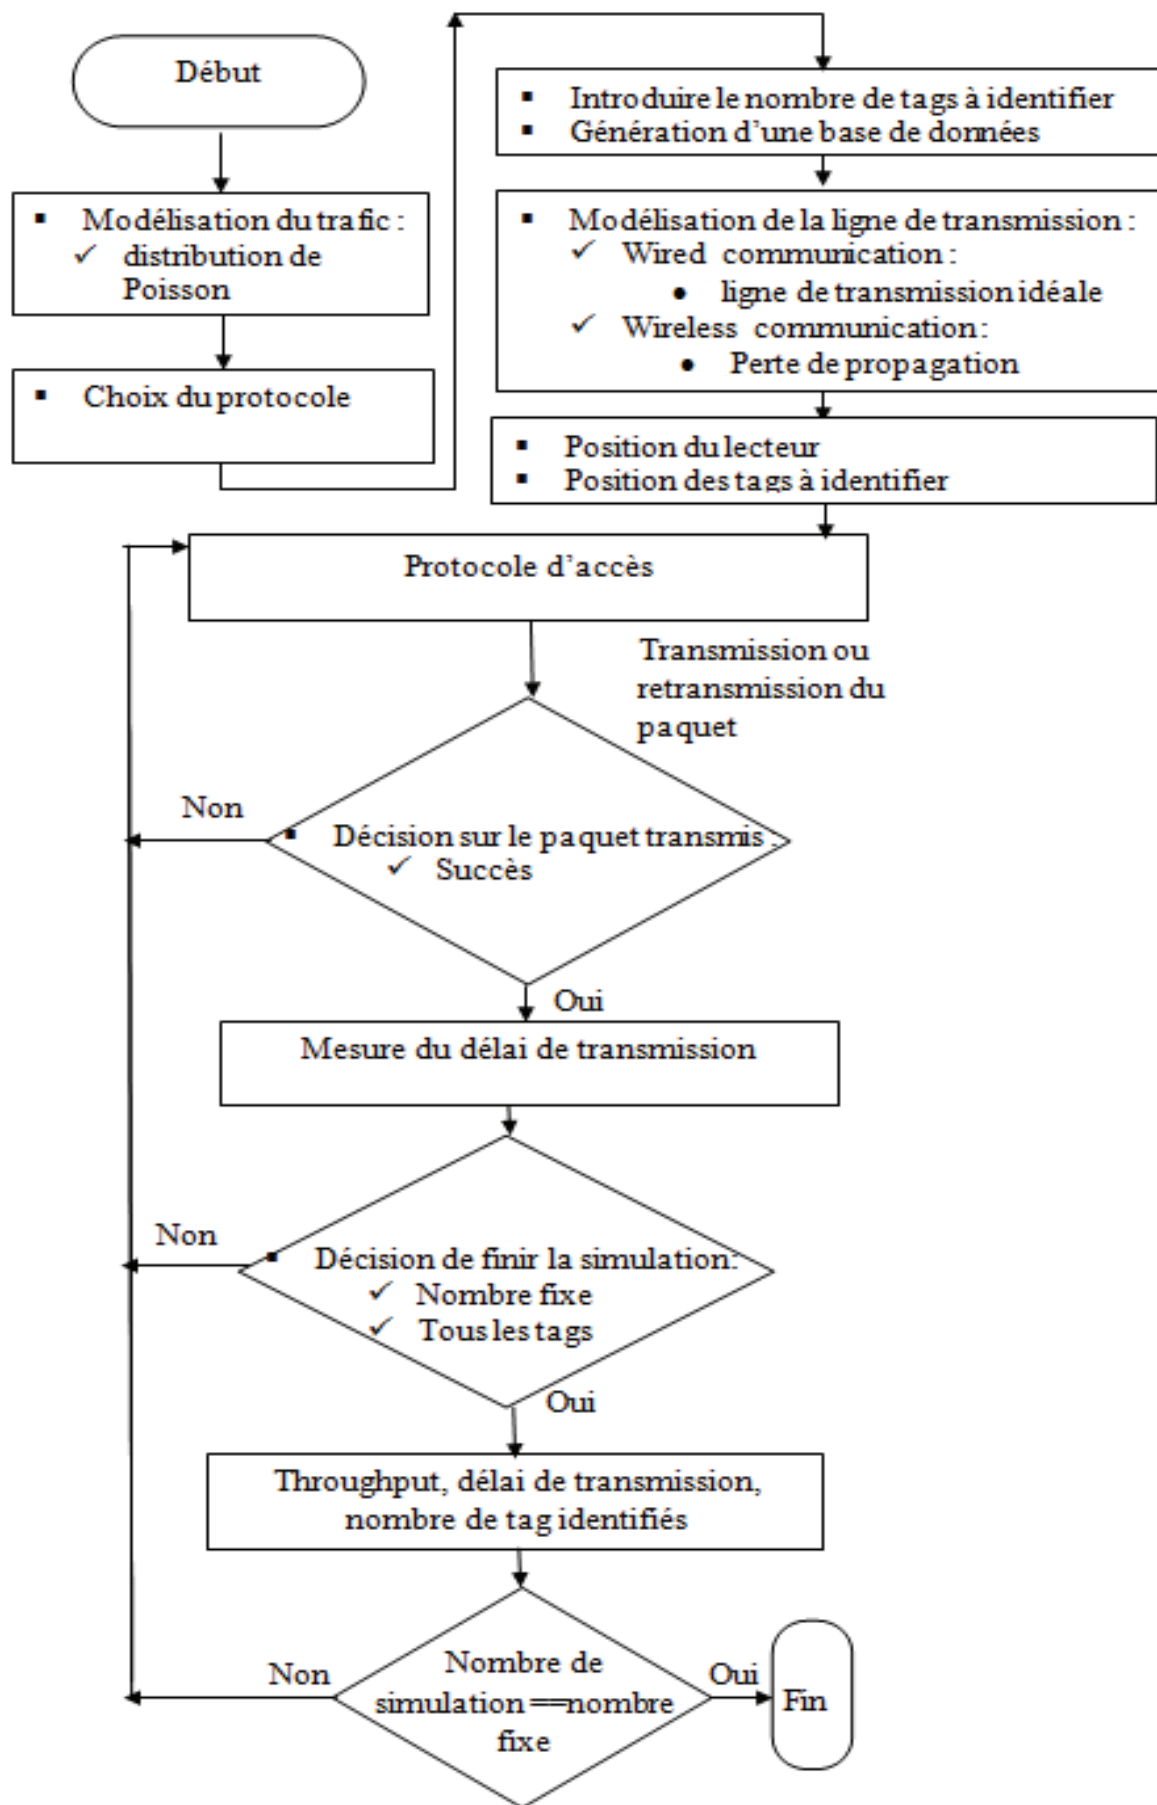 Début
▪ Modélisation du trafic :
✓ distribution de
Poisson
▪ Choix du protocole
▪ Introduire le nombre de tags à identifier
▪ Génération d’une base de données
▪ Modélisation de la ligne de transmission :
✓ Wired communication :
● ligne de transmission idéale
✓ Wireless communication :
● Perte de propagation
▪ Position du lecteur
▪ Position des tags à identifier
Protocole d’accès
Transmission ou
retransmission du
paquet
Non
▪ Décision sur le paquet transmis :
✓ Succès
Oui
Mesure du délai de transmission
Non
▪ Décision de finir la simulation:
✓ Nombre fixe
✓ Tous les tags
Oui
Throughput, délai de transmission,
nombre de tag identifiés
Non
Nombre de
simulation ==nombre
fixe
Oui
Fin